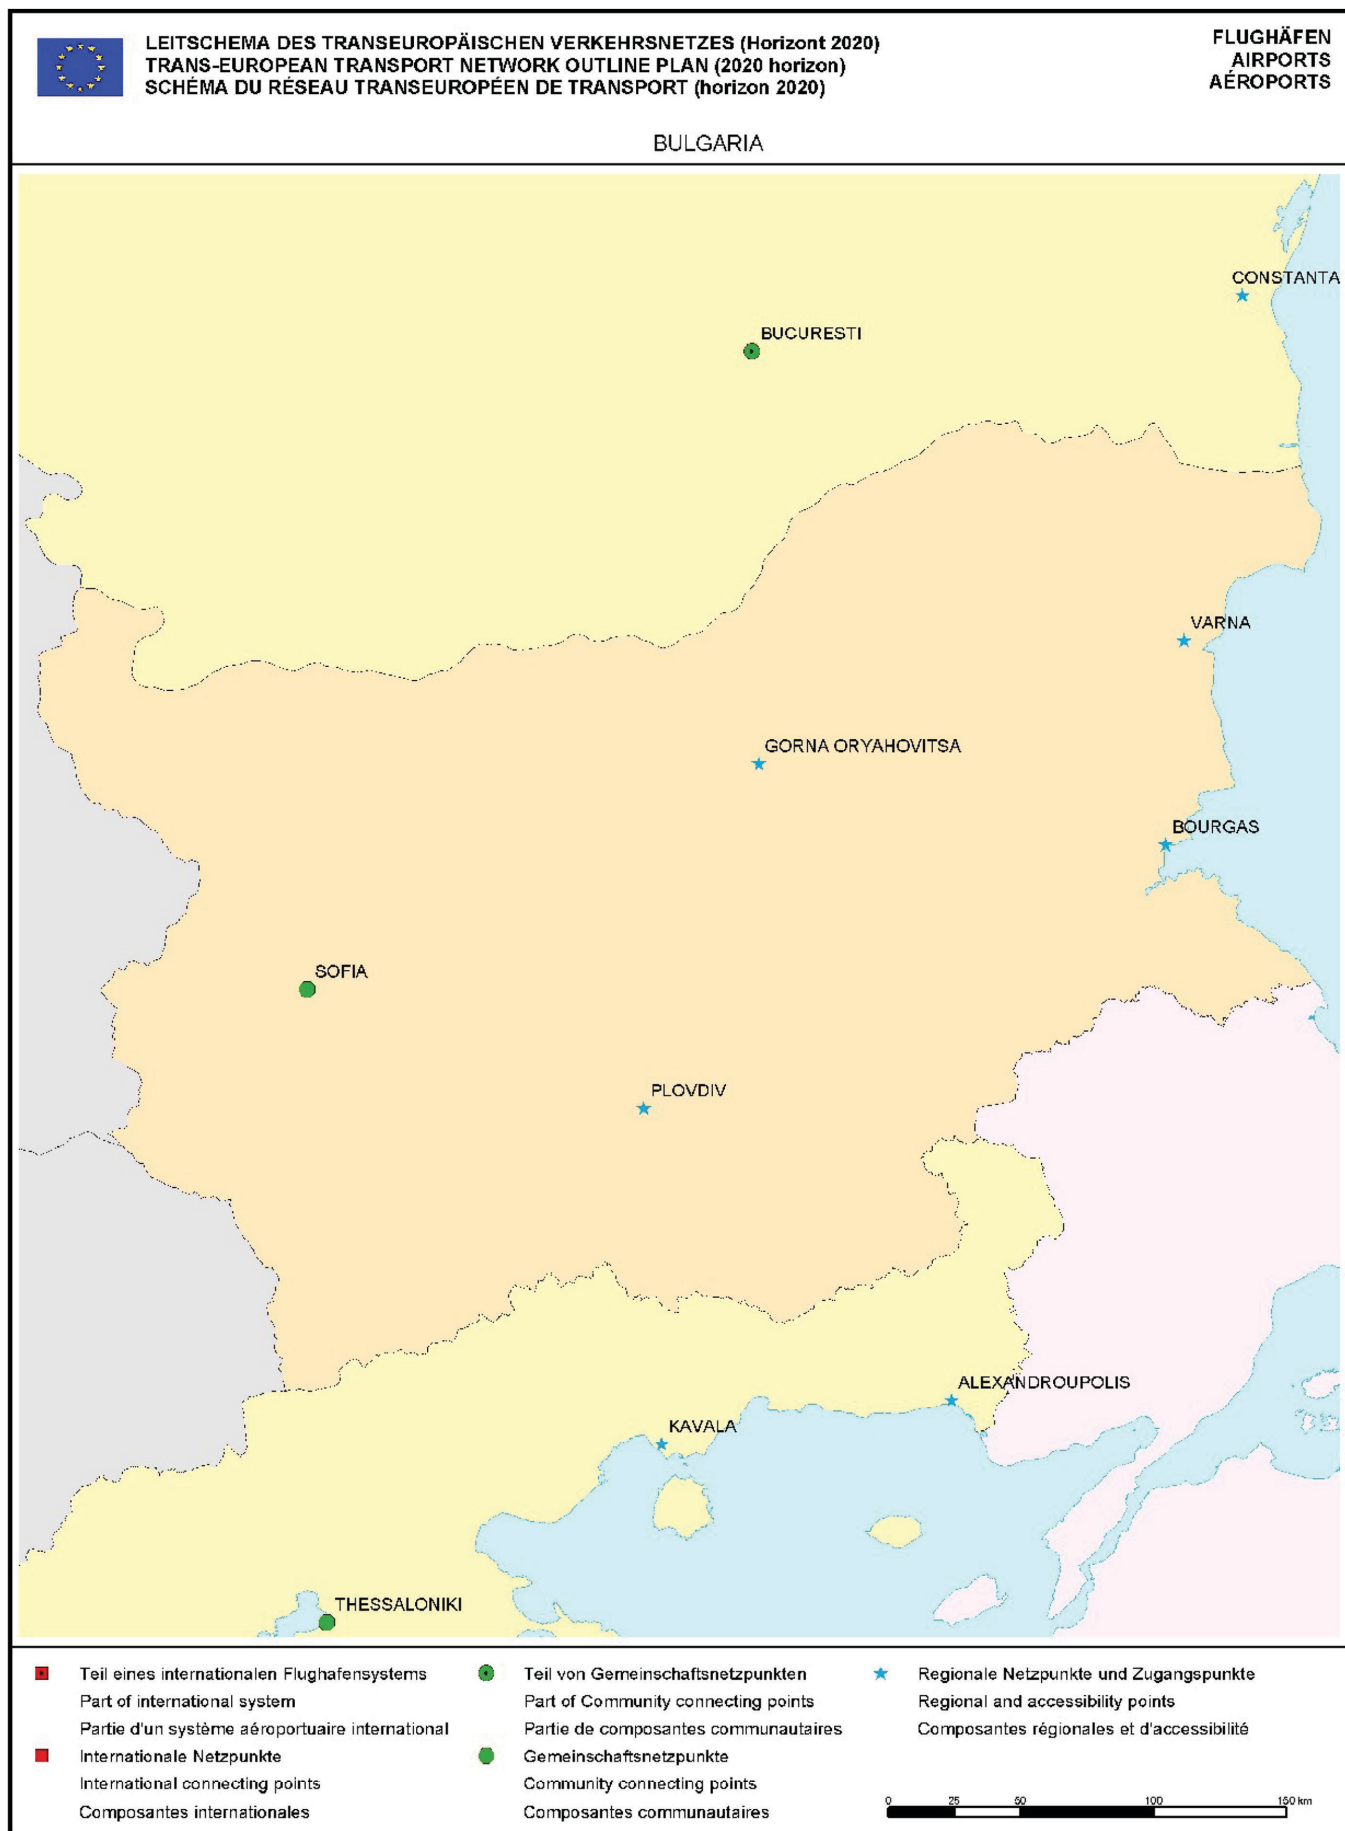 LEITSCHEMA DES TRANSEUROPÄISCHEN VERKEHRSNETZES (Horizont 2020)
TRANS-EUROPEAN TRANSPORT NETWORK OUTLINE PLAN (2020 horizon)
SCHÉMA DU RÉSEAU TRANSEUROPÉEN DE TRANSPORT (horizon 2020)
FLUGHÄFEN
AIRPORTS
AÉROPORTS
BULGARIA
CONSTANTA
BUCURESTI
VARNA
GORNA ORYAHOVITSA
BOURGAS
SOFIA
PLOVDIV
ALEXANDROUPOLIS
KAVALA
THESSALONIKI
Teil eines internationalen Flughafensystems
Part of international system
Partie d'un système aéroportuaire international
Internationale Netzpunkte
International connecting points
Composantes internationales
Teil von Gemeinschaftsnetzpunkten
Part of Community connecting points
Partie de composantes communautaires
Gemeinschaftsnetzpunkte
Community connecting points
Composantes communautaires
Regionale Netzpunkte und Zugangspunkte
Regional and accessibility points
Composantes régionales et d'accessibilité
0 25 50 100 150 km